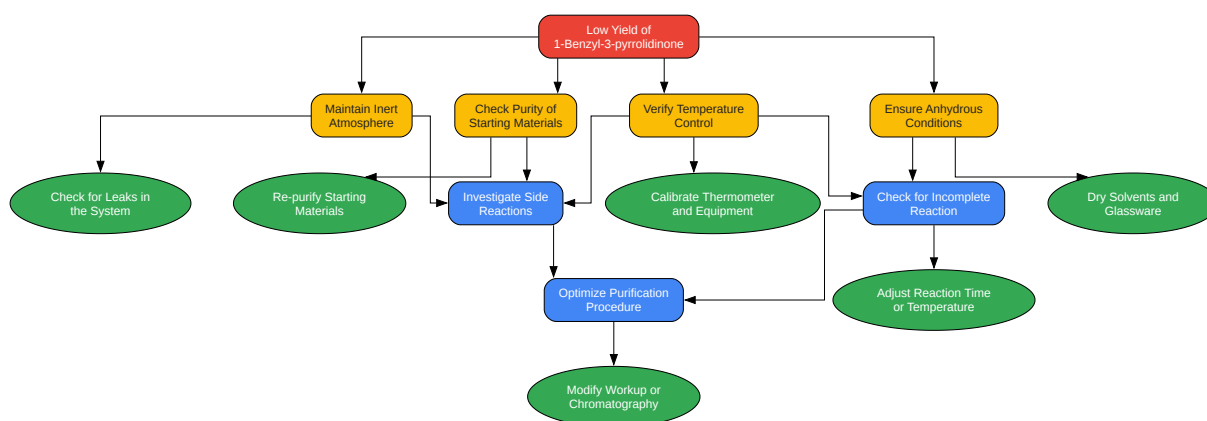 Low Yield of
1-Benzyl-3-pyrrolidinone
Maintain Inert
Atmosphere
Check Purity of
Starting Materials
Verify Temperature
Control
Ensure Anhydrous
Conditions
Check for Leaks in
the System
Re-purify Starting
Materials
Investigate Side
Reactions
Calibrate Thermometer
and Equipment
Check for Incomplete
Reaction
Dry Solvents and
Glassware
Optimize Purification
Procedure
Adjust Reaction Time
or Temperature
Modify Workup or
Chromatography